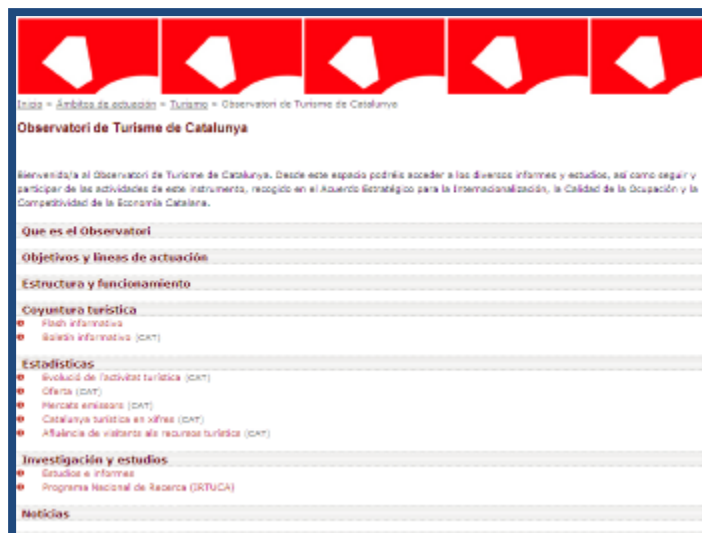 Inicio » Ámbitos de actuación » Turismo » Observatori de Turisme de Catalunya
Observatori de Turisme de Catalunya
Bienvenido/a al Observatori de Turisme de Catalunya. Desde este espacio podréis acceder a los diversos informes y estudios, así como seguir y
participar de las actividades de este instrumento, recogido en el Acuerdo Estratégico para la Internacionalización, la Calidad de la Ocupación y la
Competitividad de la Economía Catalana.
Que es el Observatori
Objetivos y líneas de actuación
Estructura y funcionamiento
Coyuntura turística
Flash informativo
Boletín informativo (CAT)
Estadísticas
Evolució de l'activitat turística (CAT)
Oferta (CAT)
Mercats emissors (CAT)
Catalunya turística en xifres (CAT)
Afluència de visitants als recursos turístics (CAT)
Investigación y estudios
Estudios e informes
Programa Nacional de Recerca (IRTUCA)
Noticias